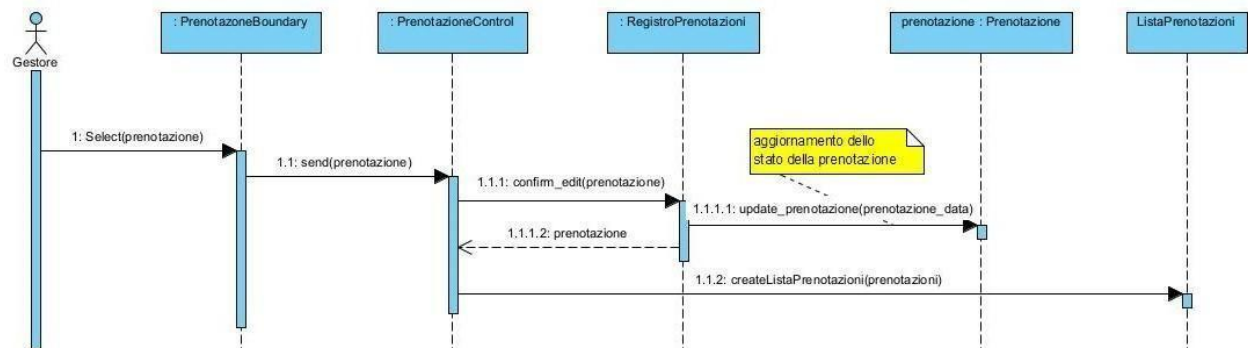 : PrenotazoneBoundary
: PrenotazioneControl
: RegistroPrenotazioni
prenotazione : Prenotazione
ListaPrenotazioni
Gestore
1: Select(prenotazione)
aggiornamento dello
stato della prenotazione
1.1: send(prenotazione)
1.1.1: confirm_edit(prenotazione)
1.1.1.1: update_prenotazione(prenotazione_data)
1.1.1.2: prenotazione
1.1.2: createListaPrenotazioni(prenotazioni)